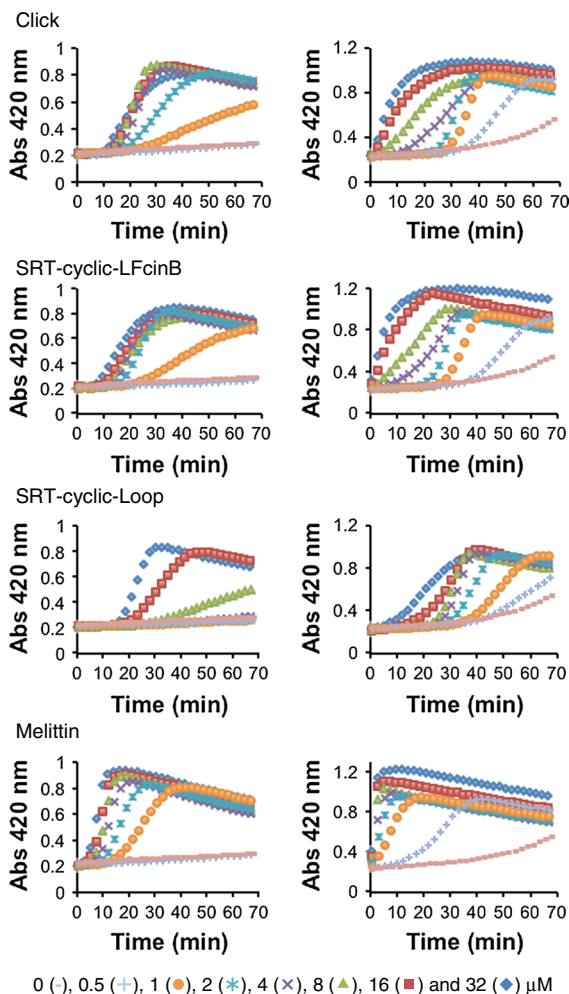 Click
Abs 420 nm
1
0.8
0.6
0.4
0.2
0
0 10 20 30 40 50 60 70
Time (min)
Abs 420 nm
1.2
0.8
0.4
0
0 10 20 30 40 50 60 70
Time (min)
SRT-cyclic-LFcinB
Abs 420 nm
1
0.8
0.6
0.4
0.2
0
0 10 20 30 40 50 60 70
Time (min)
Abs 420 nm
1.2
0.8
0.4
0
0 10 20 30 40 50 60 70
Time (min)
SRT-cyclic-Loop
Abs 420 nm
1
0.8
0.6
0.4
0.2
0
0 10 20 30 40 50 60 70
Time (min)
Abs 420 nm
1.2
0.8
0.4
0
0 10 20 30 40 50 60 70
Time (min)
Melittin
Abs 420 nm
1
0.8
0.6
0.4
0.2
0
0 10 20 30 40 50 60 70
Time (min)
Abs 420 nm
1.2
0.8
0.4
0
0 10 20 30 40 50 60 70
Time (min)
0 (-), 0.5 (+), 1 (●), 2 (✳), 4 (×), 8 (▲), 16 (■) and 32 (◆) μM